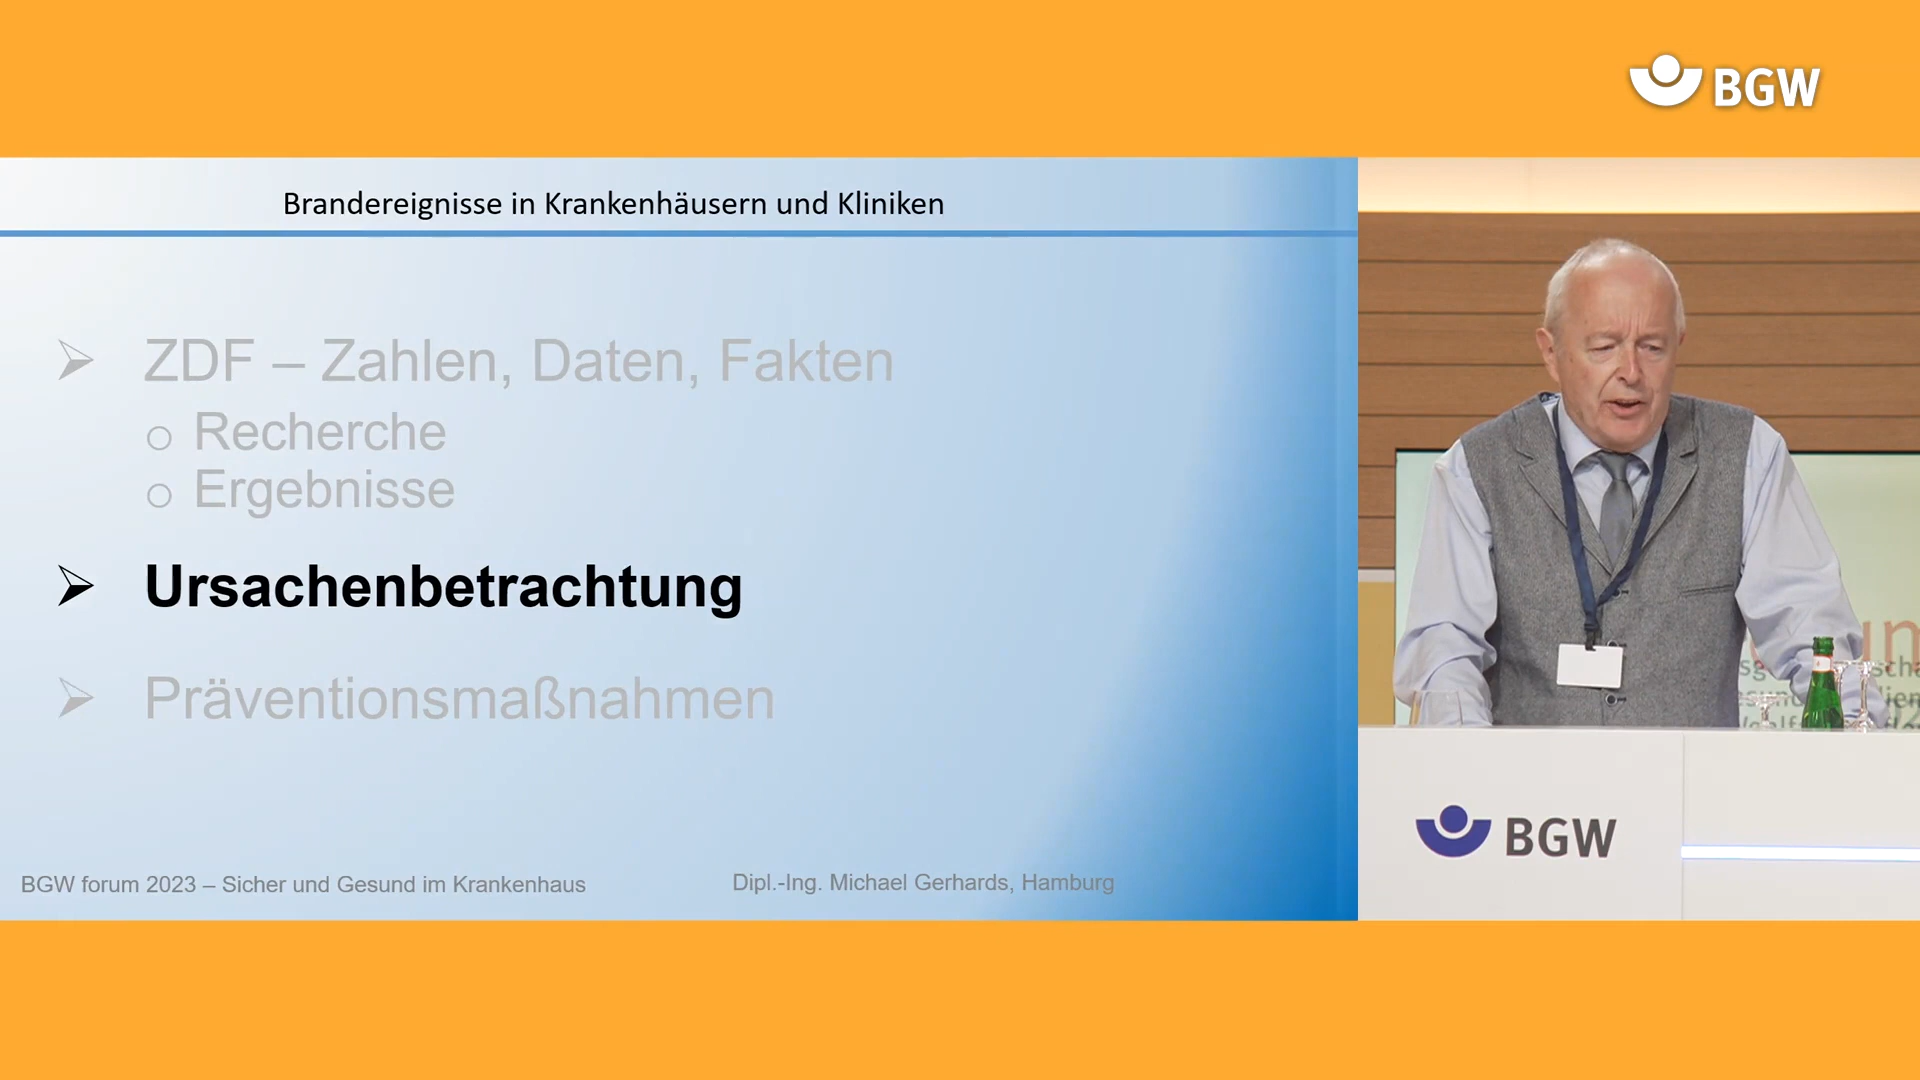 BGW
Brandereignisse in Krankenhäusern und Kliniken
ZDF – Zahlen, Daten, Fakten
Recherche
Ergebnisse
Ursachenbetrachtung
Präventionsmaßnahmen
BGW forum 2023 – Sicher und Gesund im Krankenhaus
Dipl.-Ing. Michael Gerhards, Hamburg
BGW